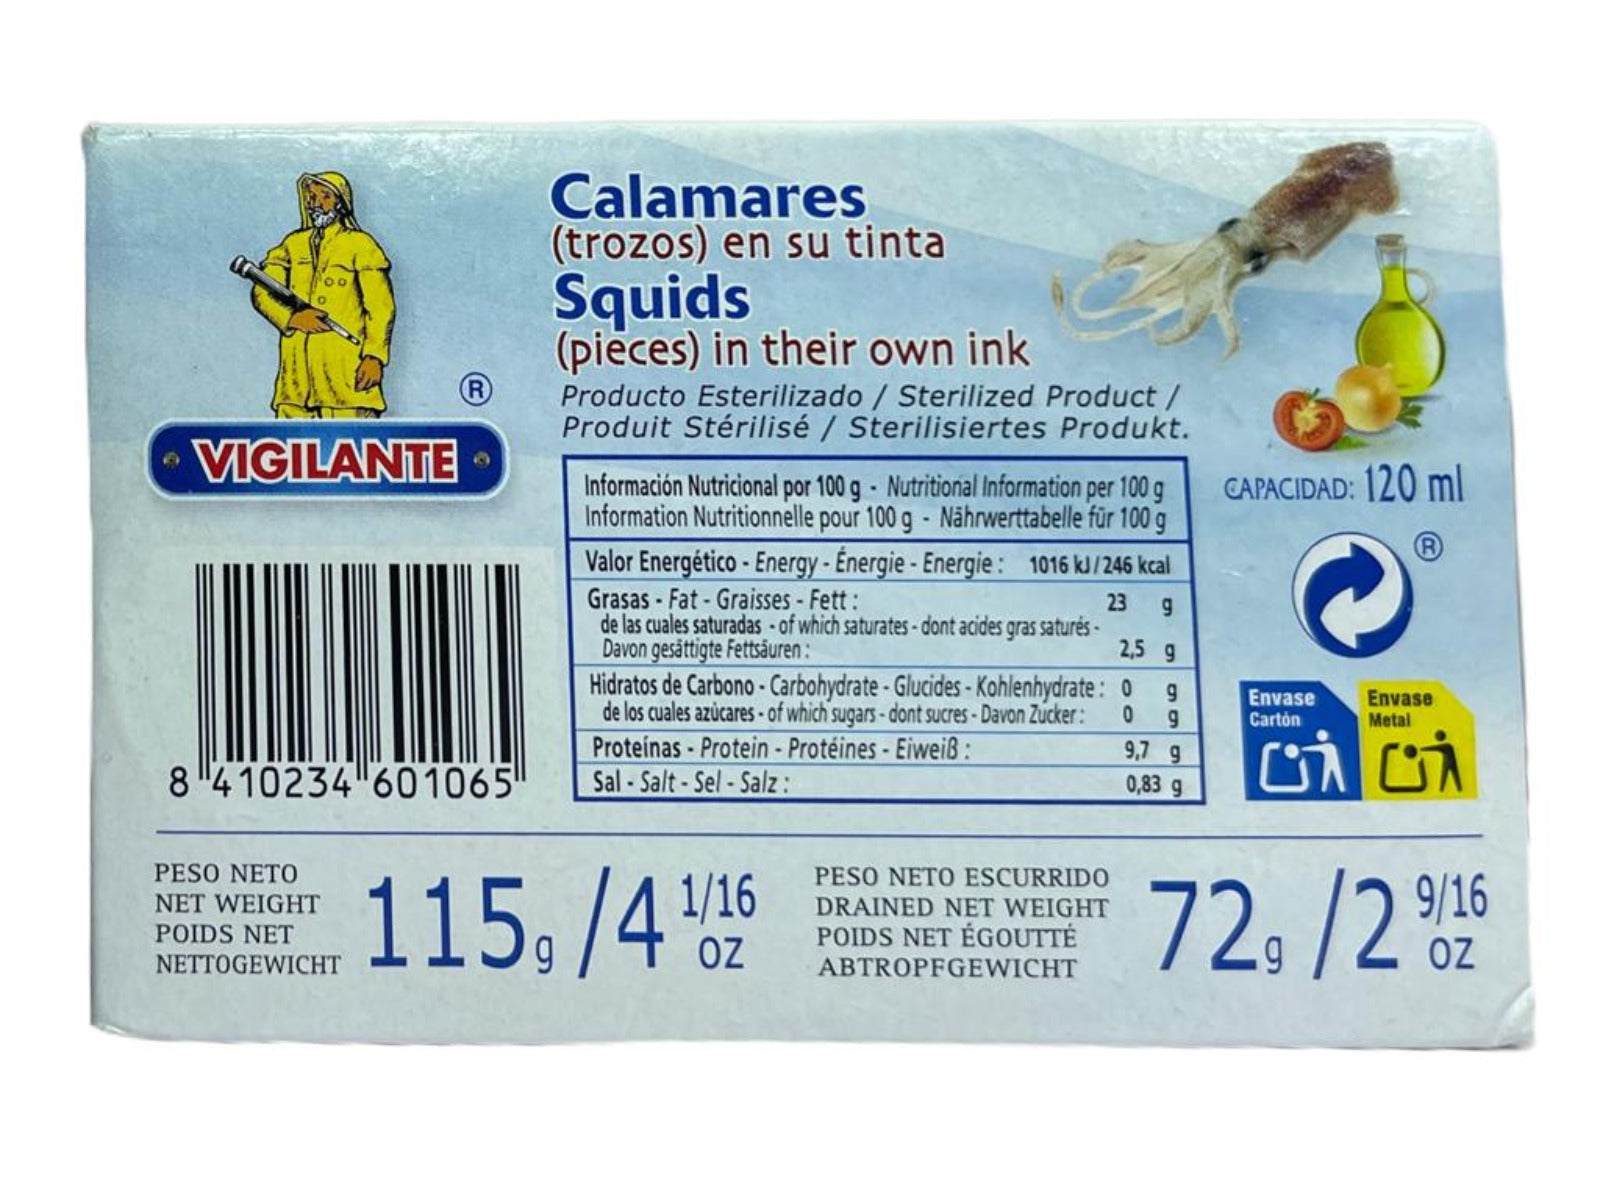 Calamares
(trozos) en su tinta
Squids
(pieces) in their own ink
Producto Esterilizado / Sterilized Product /
Produit Stérilisé / Sterilisiertes Produkt.
®
VIGILANTE
Información Nutricional por 100 g - Nutritional Information per 100 g
Information Nutritionnelle pour 100 g - Nährwerttabelle für 100 g
Valor Energético - Energy - Énergie - Energie : 1016 kJ / 246 kcal
Grasas - Fat - Graisses - Fett : 23 g
de las cuales saturadas - of which saturates - dont acides gras saturés -
Davon gesättigte Fettsäuren : 2,5 g
Hidratos de Carbono - Carbohydrate - Glucides - Kohlenhydrate : 0 g
de los cuales azúcares - of which sugars - dont sucres - Davon Zucker : 0 g
Proteínas - Protein - Protéines - Eiweiß : 9,7 g
Sal - Salt - Sel - Salz : 0,83 g
CAPACIDAD: 120 ml
®
Envase
Cartón
Envase
Metal
8 410234 601065
PESO NETO
NET WEIGHT
POIDS NET
NETTOGEWICHT
115g /4 1/16 oz
PESO NETO ESCURRIDO
DRAINED NET WEIGHT
POIDS NET ÉGOUTTÉ
ABTROPFGEWICHT
72g /2 9/16 oz